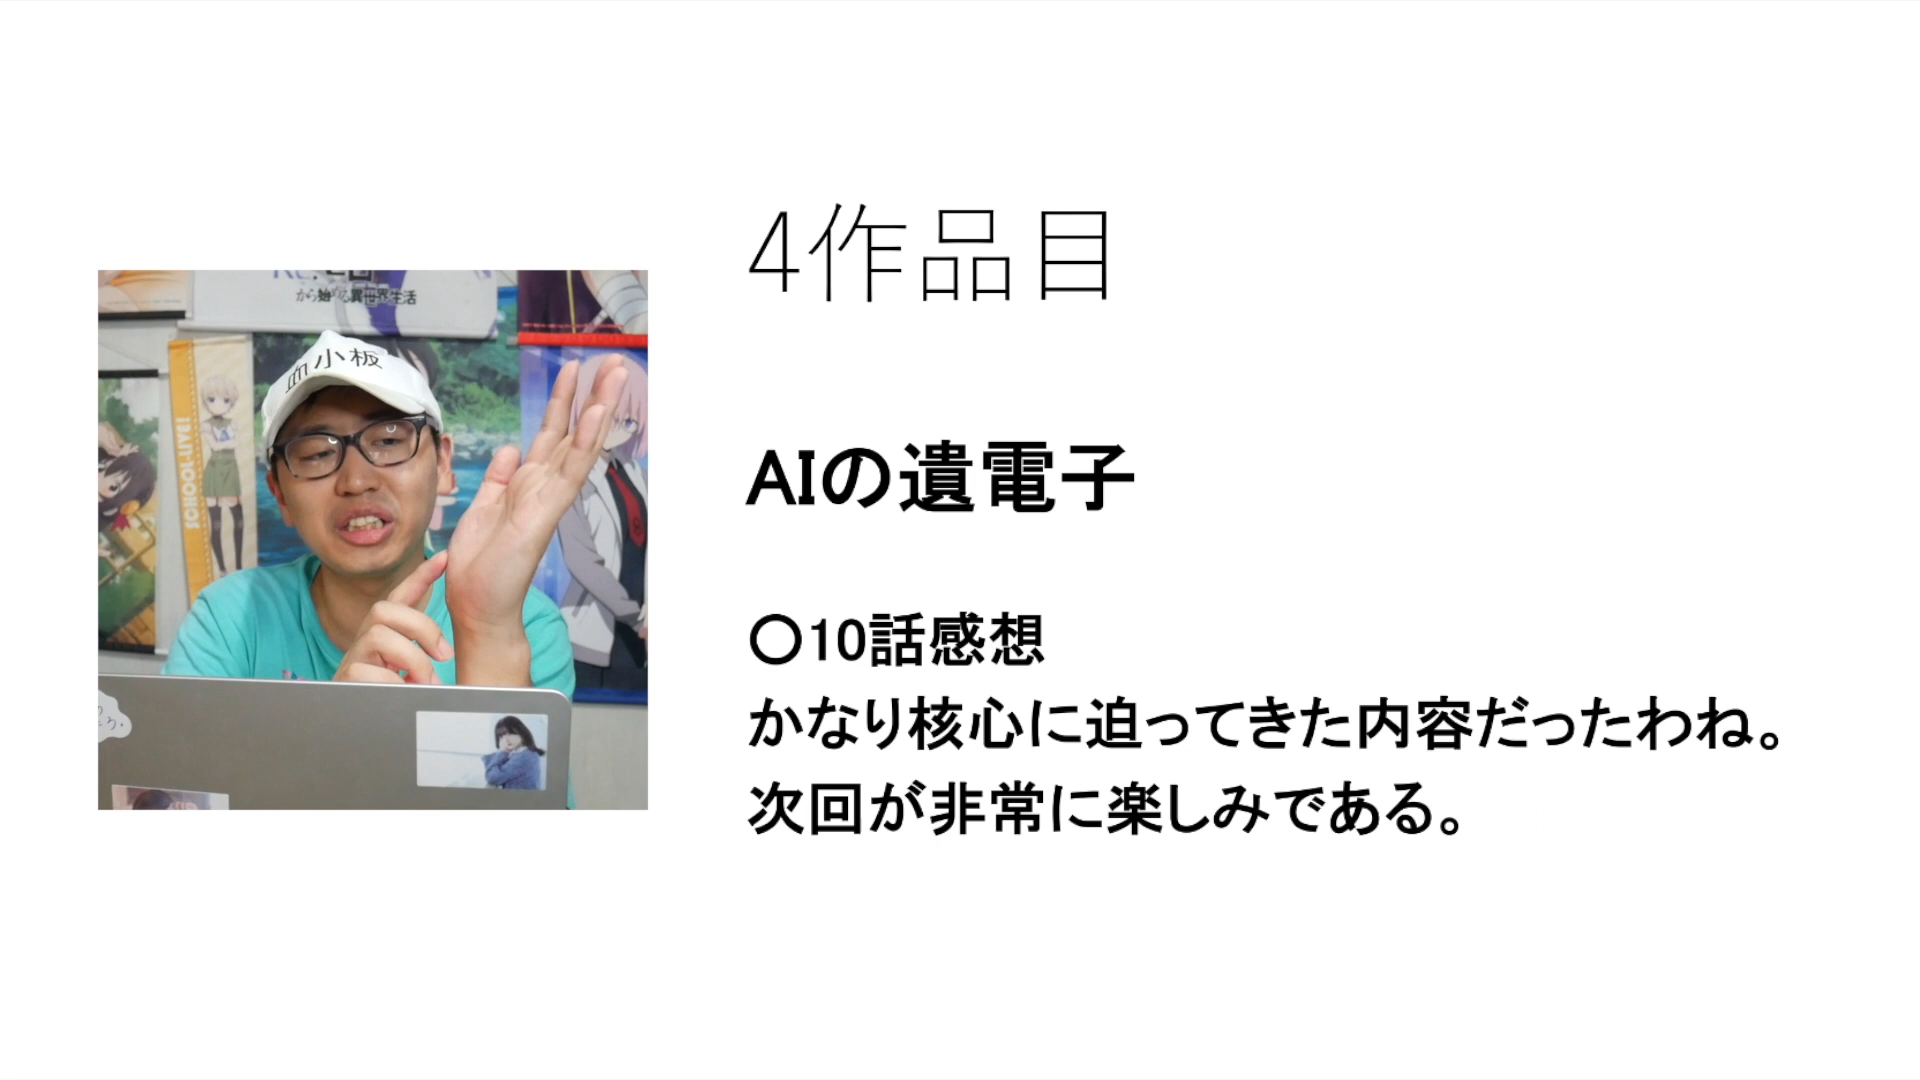 4作品目
AIの遺電子
〇10話感想
かなり核心に迫ってきた内容だったわね。
次回が非常に楽しみである。
から始める異世界生活
血小板
SCHOOL-LIVE!